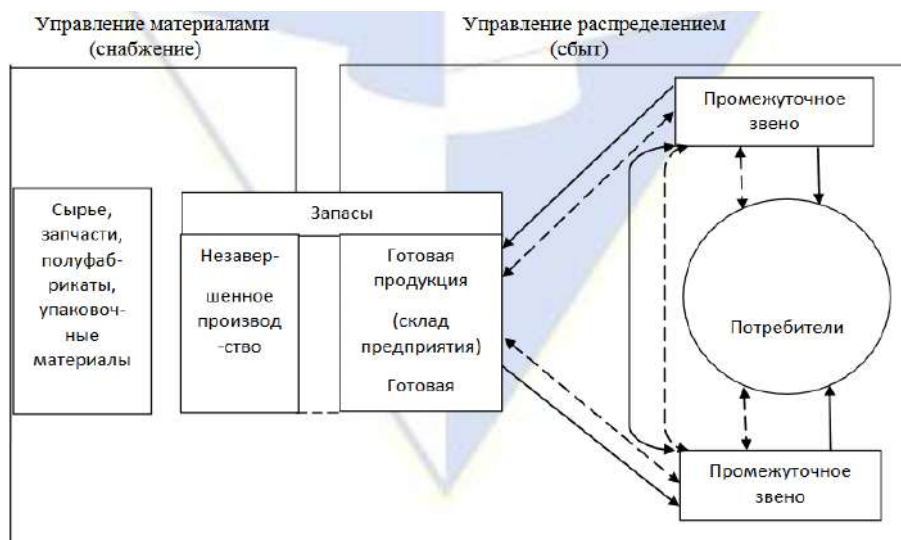 Управление материалами
(снабжение)
Управление распределением
(сбыт)
Промежуточное
звено
Сырье,
запчасти,
полуфаб-
рикаты,
упаковоч-
ные
материалы
Запасы
Незавер-
шенное
производ
-ство
Готовая
продукция
(склад
предприятия)
Готовая
Потребители
Промежуточное
звено